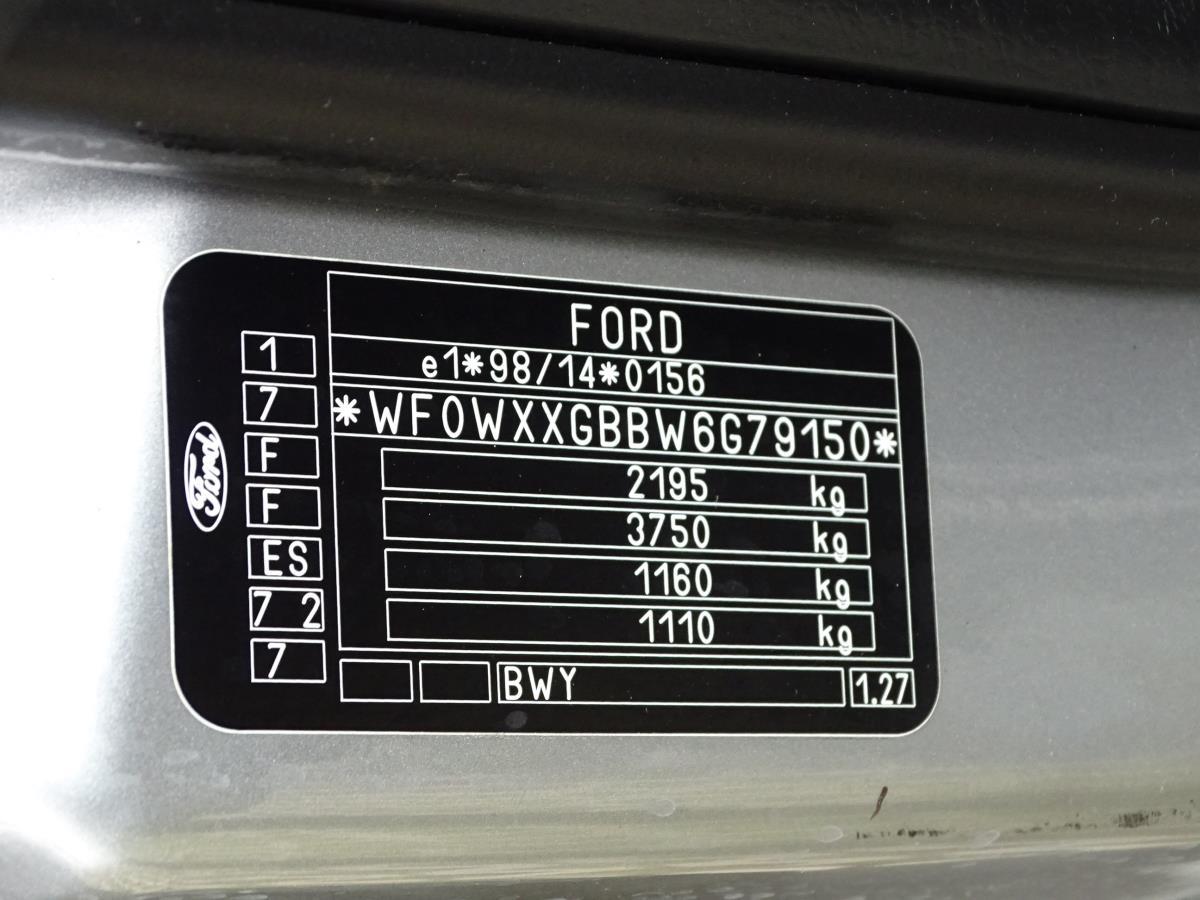 FORD
e1*98/14*0156
*WF0WXXGBBW6G79150*
2195 kg
3750 kg
1160 kg
1110 kg
1
7
F
F
ES
7 2
7
Ford
BWY
1.27